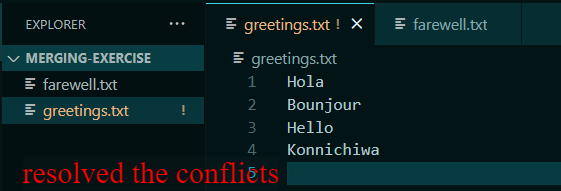 EXPLORER ...
MERGING-EXERCISE
farewell.txt
greetings.txt !
greetings.txt ! ×
farewell.txt
greetings.txt
1 Hola
2 Bounjour
3 Hello
4 Konnichiwa
5
resolved the conflicts